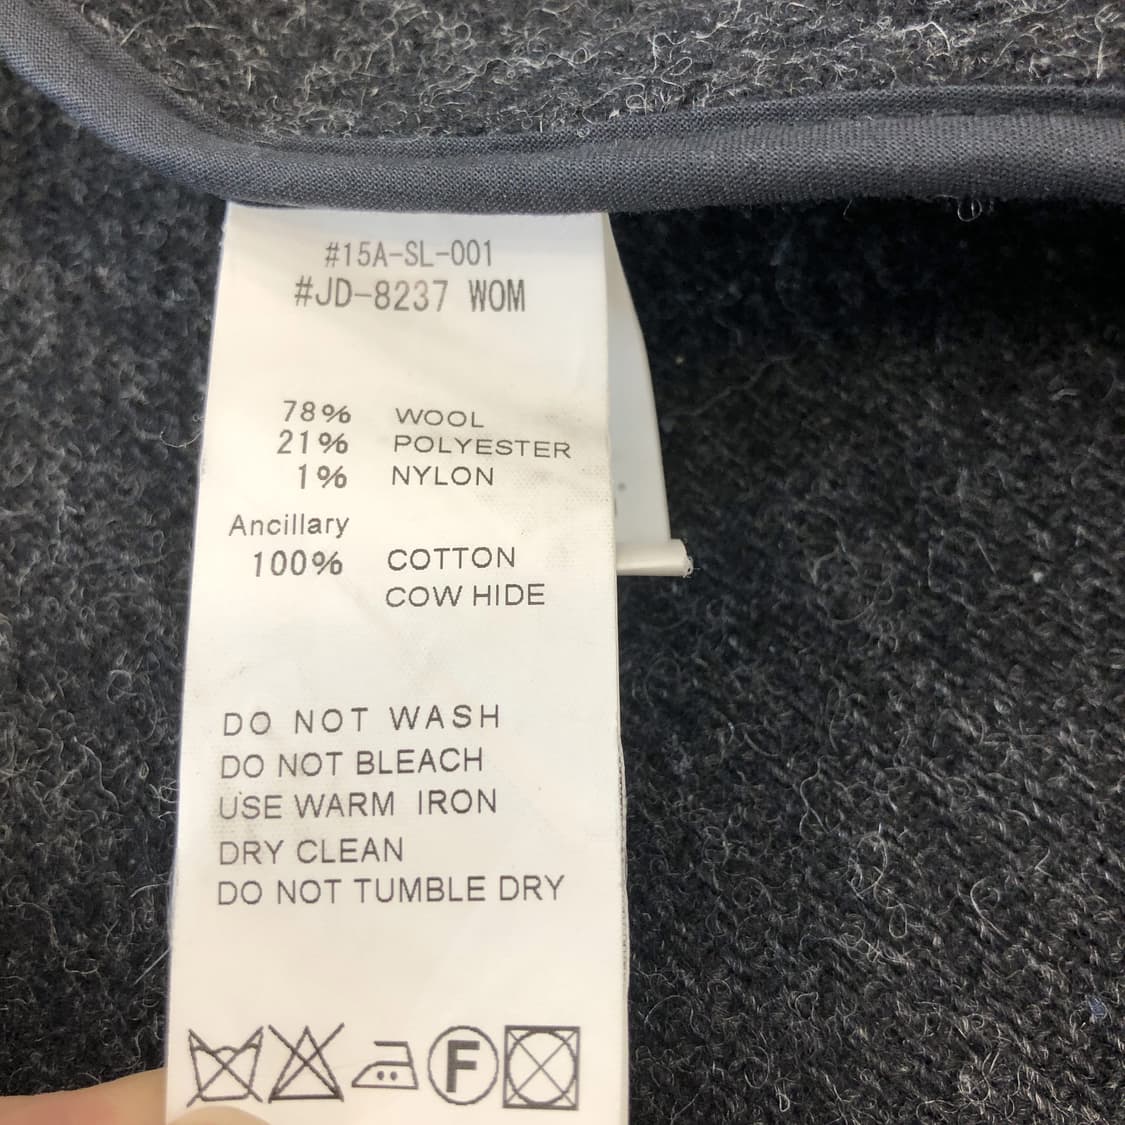 #15A-SL-001
#JD-8237 WOM
78% WOOL
21% POLYESTER
1% NYLON
Ancillary
100% COTTON
COW HIDE
DO NOT WASH
DO NOT BLEACH
USE WARM IRON
DRY CLEAN
DO NOT TUMBLE DRY
F